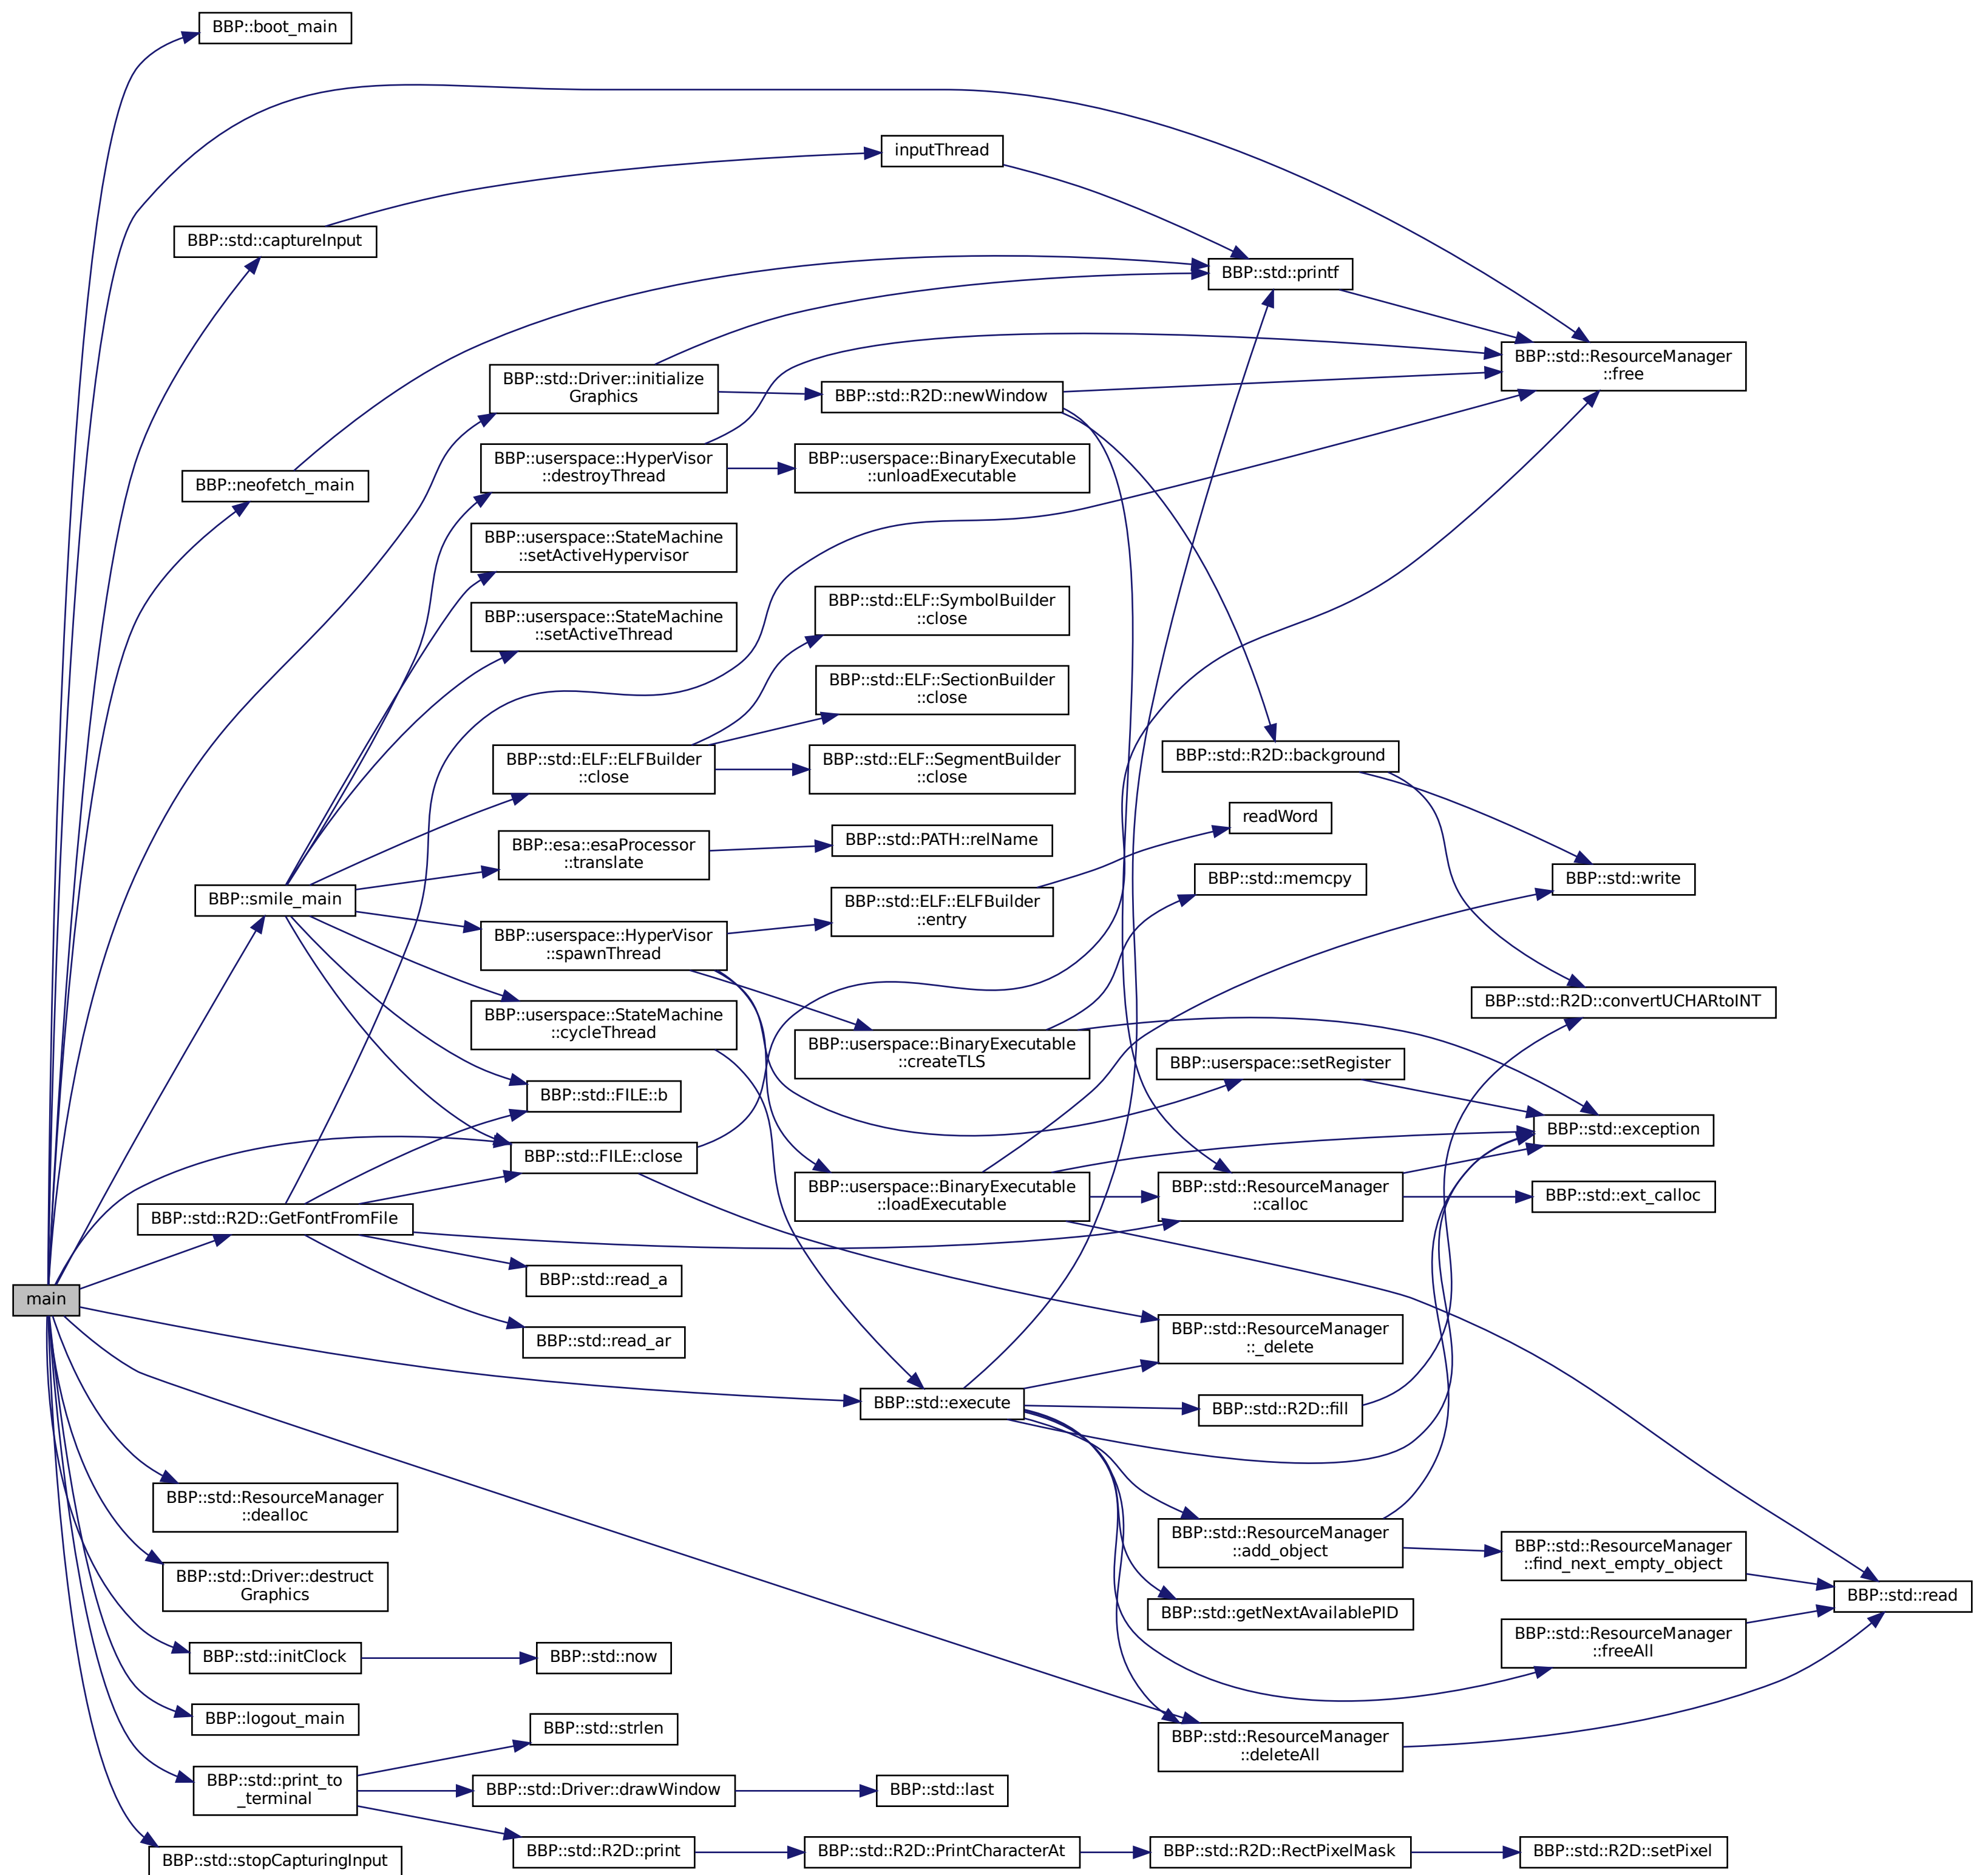 BBP::boot_main
inputThread
BBP::std::captureInput
BBP::std::printf
BBP::std::ResourceManager
::free
BBP::std::Driver::initialize
Graphics
BBP::std::R2D::newWindow
BBP::userspace::HyperVisor
::destroyThread
BBP::userspace::BinaryExecutable
::unloadExecutable
BBP::neofetch_main
BBP::userspace::StateMachine
::setActiveHypervisor
BBP::userspace::StateMachine
::setActiveThread
BBP::std::ELF::SymbolBuilder
::close
BBP::std::ELF::SectionBuilder
::close
BBP::std::ELF::ELFBuilder
::close
BBP::std::ELF::SegmentBuilder
::close
BBP::std::R2D::background
readWord
BBP::esa::esaProcessor
::translate
BBP::std::PATH::relName
BBP::std::memcpy
BBP::std::write
BBP::smile_main
BBP::std::ELF::ELFBuilder
::entry
BBP::userspace::HyperVisor
::spawnThread
BBP::std::R2D::convertUCHARtoINT
BBP::userspace::StateMachine
::cycleThread
BBP::userspace::BinaryExecutable
::createTLS
BBP::userspace::setRegister
BBP::std::FILE::b
BBP::std::exception
BBP::std::FILE::close
BBP::userspace::BinaryExecutable
::loadExecutable
BBP::std::ResourceManager
::calloc
BBP::std::ext_calloc
BBP::std::R2D::GetFontFromFile
BBP::std::read_a
main
BBP::std::read_ar
BBP::std::ResourceManager
::_delete
BBP::std::execute
BBP::std::R2D::fill
BBP::std::ResourceManager
::dealloc
BBP::std::ResourceManager
::add_object
BBP::std::ResourceManager
::find_next_empty_object
BBP::std::Driver::destruct
Graphics
BBP::std::getNextAvailablePID
BBP::std::read
BBP::std::ResourceManager
::freeAll
BBP::std::initClock
BBP::std::now
BBP::logout_main
BBP::std::strlen
BBP::std::ResourceManager
::deleteAll
BBP::std::print_to
_terminal
BBP::std::Driver::drawWindow
BBP::std::last
BBP::std::R2D::print
BBP::std::R2D::PrintCharacterAt
BBP::std::R2D::RectPixelMask
BBP::std::R2D::setPixel
BBP::std::stopCapturingInput